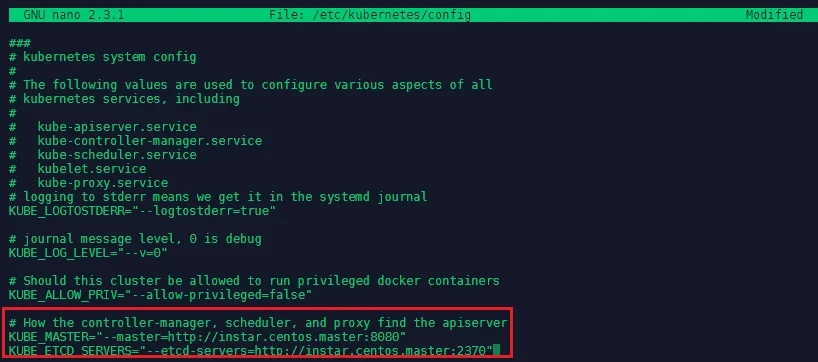 GNU nano 2.3.1 File: /etc/kubernetes/config Modified
###
# kubernetes system config
#
# The following values are used to configure various aspects of all
# kubernetes services, including
#
# kube-apiserver.service
# kube-controller-manager.service
# kube-scheduler.service
# kubelet.service
# kube-proxy.service
# logging to stderr means we get it in the systemd journal
KUBE_LOGTOSTDERR="--logtostderr=true"
# journal message level, 0 is debug
KUBE_LOG_LEVEL="--v=0"
# Should this cluster be allowed to run privileged docker containers
KUBE_ALLOW_PRIV="--allow-privileged=false"
# How the controller-manager, scheduler, and proxy find the apiserver
KUBE_MASTER="--master=http://instar.centos.master:8080"
KUBE_ETCD_SERVERS="--etcd-servers=http://instar.centos.master:2370"